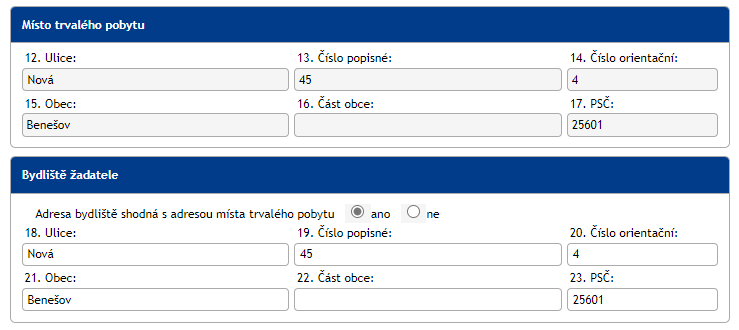 Místo trvalého pobytu
12. Ulice: 13. Číslo popisné: 14. Číslo orientační:
Nová 45 4
15. Obec: 16. Část obce: 17. PSČ:
Benešov 25601
Bydliště žadatele
Adresa bydliště shodná s adresou místa trvalého pobytu ano ne
18. Ulice: 19. Číslo popisné: 20. Číslo orientační:
Nová 45 4
21. Obec: 22. Část obce: 23. PSČ:
Benešov 25601